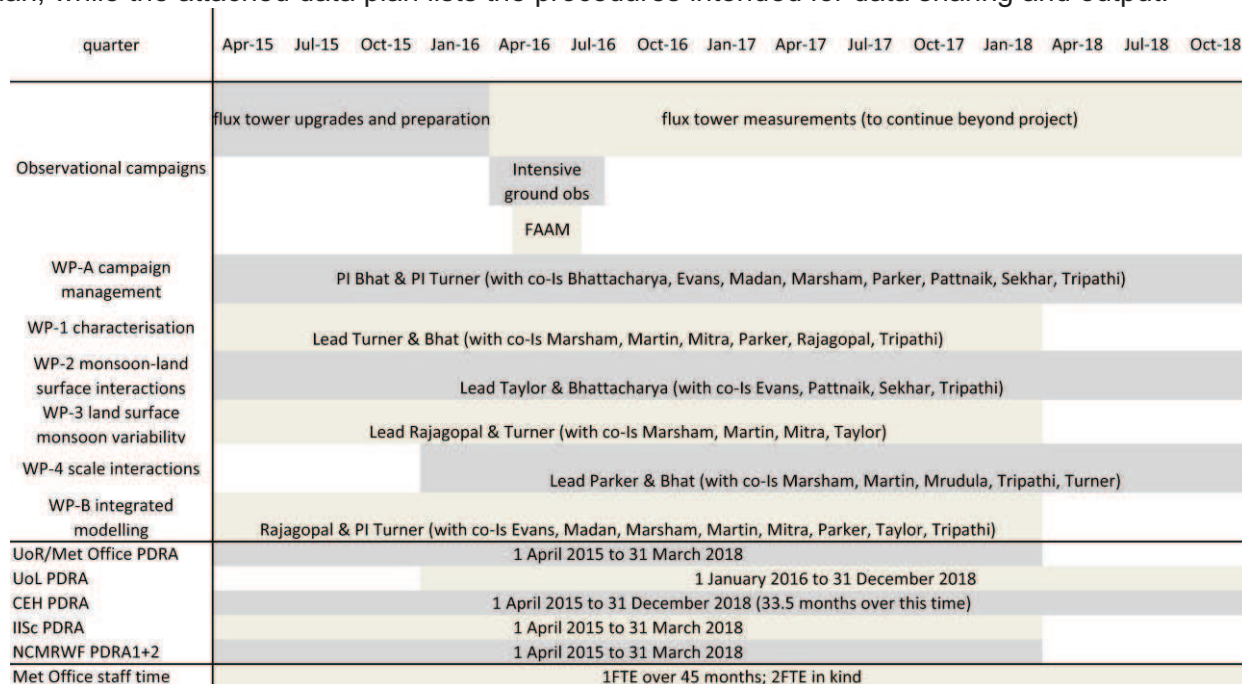 an, while the attached data plan lists the procedures intended for data sharing and output.
quarter Apr-15 Jul-15 Oct-15 Jan-16 Apr-16 Jul-16 Oct-16 Jan-17 Apr-17 Jul-17 Oct-17 Jan-18 Apr-18 Jul-18 Oct-18
flux tower upgrades and preparation flux tower measurements (to continue beyond project)
Observational campaigns
Intensive
ground obs
FAAM
WP-A campaign
management
PI Bhat & PI Turner (with co-Is Bhattacharya, Evans, Madan, Marsham, Parker, Pattnaik, Sekhar, Tripathi)
WP-1 characterisation
Lead Turner & Bhat (with co-Is Marsham, Martin, Mitra, Parker, Rajagopal, Tripathi)
WP-2 monsoon-land
surface interactions
Lead Taylor & Bhattacharya (with co-Is Evans, Pattnaik, Sekhar, Tripathi)
WP-3 land surface
monsoon variability
Lead Rajagopal & Turner (with co-Is Marsham, Martin, Mitra, Taylor)
WP-4 scale interactions
Lead Parker & Bhat (with co-Is Marsham, Martin, Mrudula, Tripathi, Turner)
WP-B integrated
modelling
Rajagopal & PI Turner (with co-Is Evans, Madan, Marsham, Martin, Mitra, Parker, Taylor, Tripathi)
UoR/Met Office PDRA 1 April 2015 to 31 March 2018
UoL PDRA 1 January 2016 to 31 December 2018
CEH PDRA 1 April 2015 to 31 December 2018 (33.5 months over this time)
IISc PDRA 1 April 2015 to 31 March 2018
NCMRWF PDRA1+2 1 April 2015 to 31 March 2018
Met Office staff time 1FTE over 45 months; 2FTE in kind